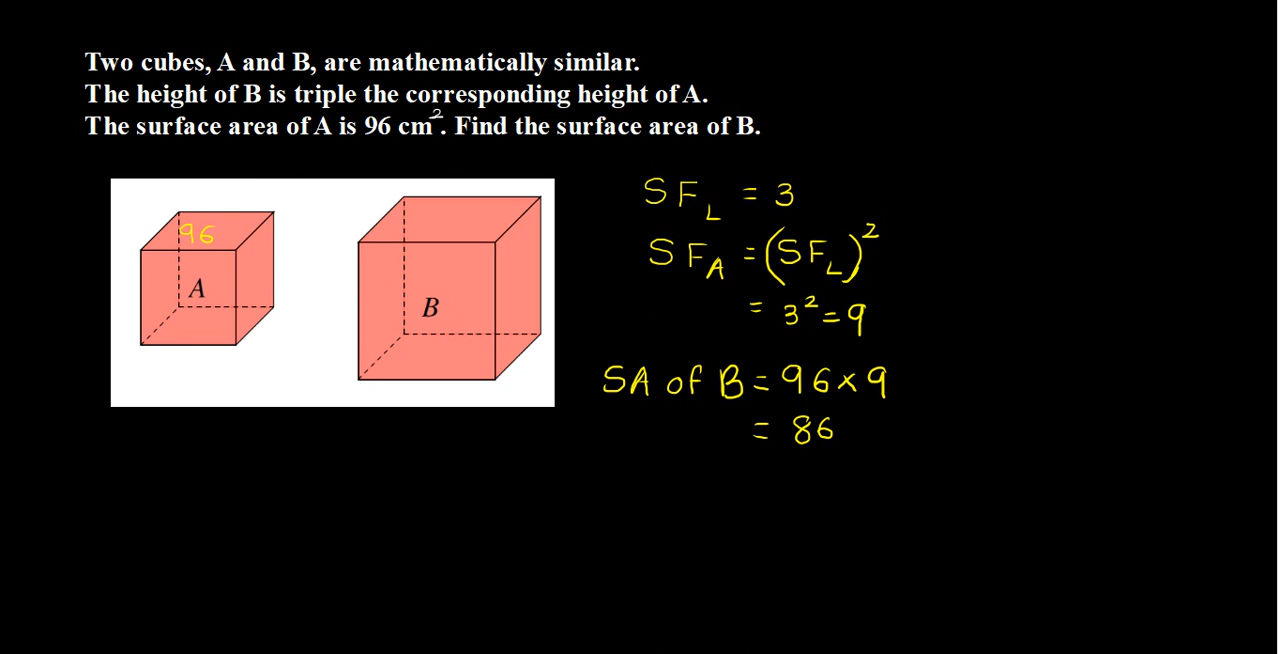 Two cubes, A and B, are mathematically similar.
The height of B is triple the corresponding height of A.
The surface area of A is 96 cm². Find the surface area of B.
96
A
B
SF_L = 3
SF_A = (SF_L)²
= 3² = 9
SA of B = 96 × 9
= 86